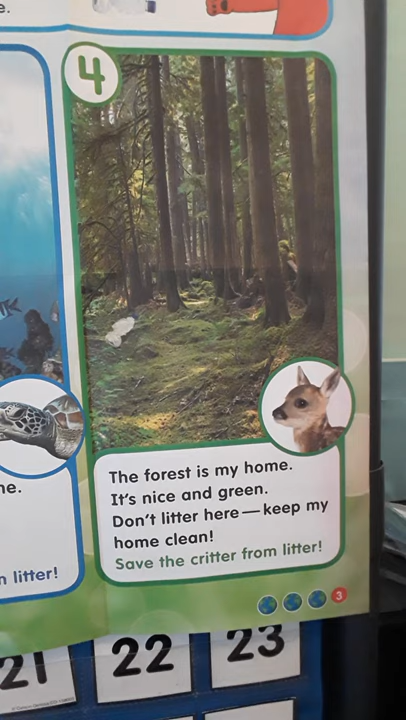 e.
4
The forest is my home.
It's nice and green.
Don't litter here—keep my
home clean!
Save the critter from litter!
ne.
n litter!
3
21
22
23